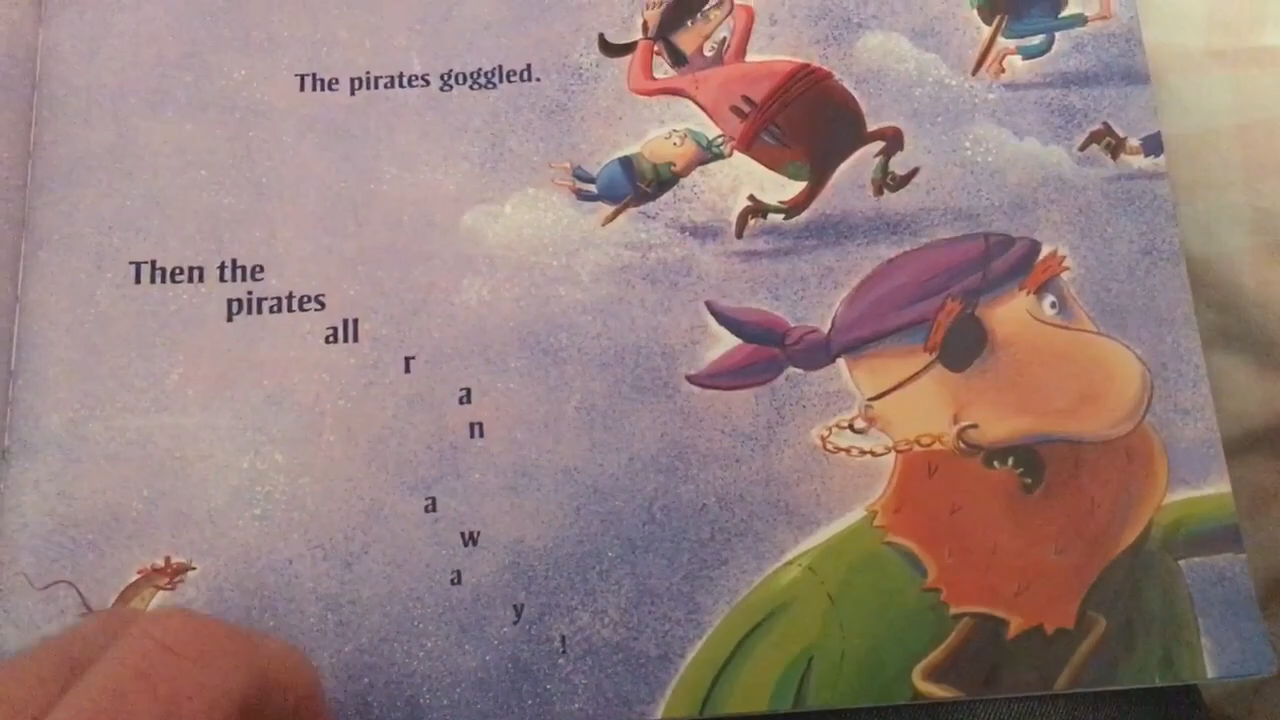 The pirates goggled.
Then the
pirates
all
r
a
n
a
w
a
y
!